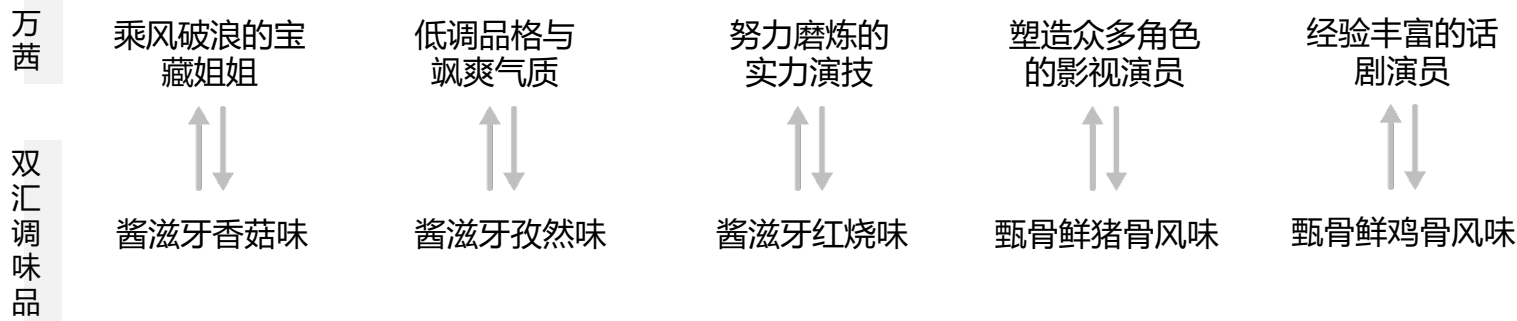 万茜
乘风破浪的宝
藏姐姐
低调品格与
飒爽气质
努力磨炼的
实力演技
塑造众多角色
的影视演员
经验丰富的话
剧演员
双汇调味品
酱滋牙香菇味
酱滋牙孜然味
酱滋牙红烧味
甄骨鲜猪骨风味
甄骨鲜鸡骨风味